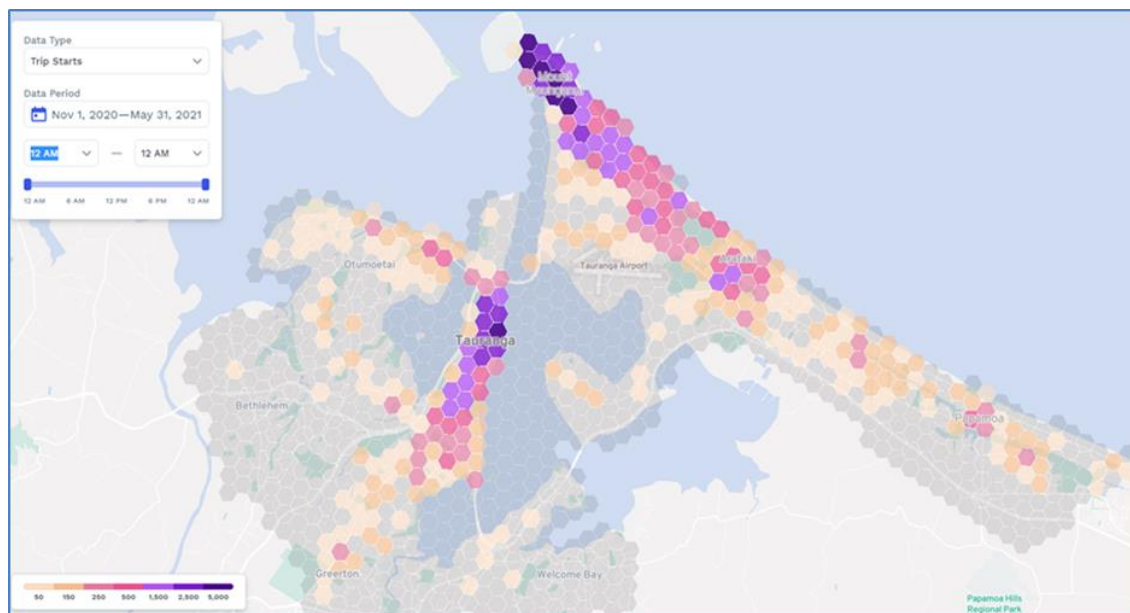 Data Type
Trip Starts
Data Period
Nov 1, 2020—May 31, 2021
12 AM — 12 AM
12 AM 6 AM 12 PM 6 PM 12 AM
Mount
Maunganui
Otumoetai
Tauranga Airport
Arataki
Tauranga
Bethlehem
Papamoa
Greerton
Welcome Bay
50 150 250 500 1,500 2,500 5,000
Papamoa Hills
Regional Park